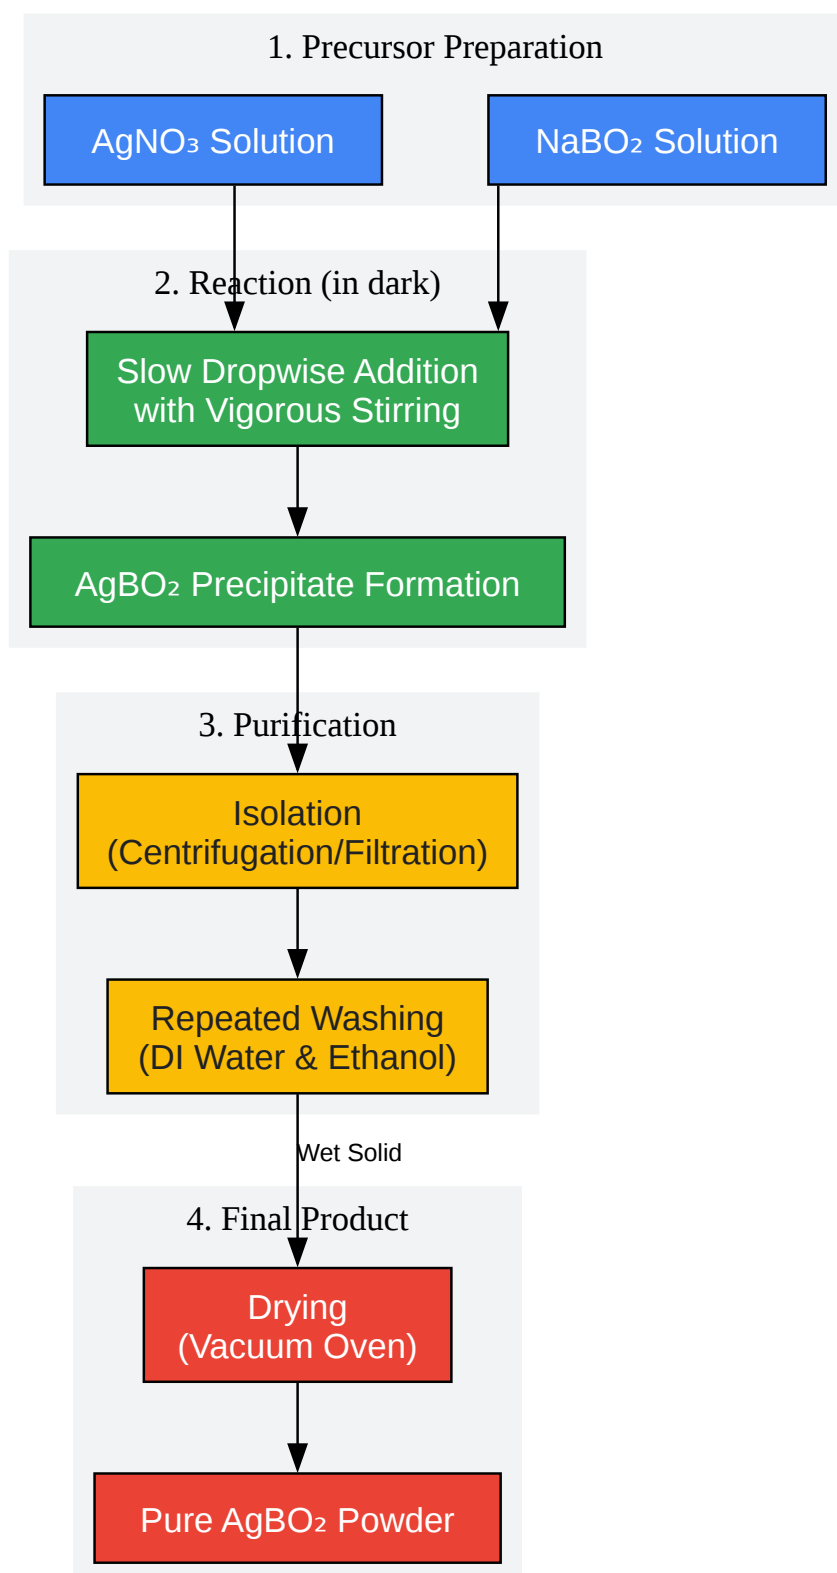 1. Precursor Preparation
AgNO₃ Solution
NaBO₂ Solution
2. Reaction (in dark)
Slow Dropwise Addition
with Vigorous Stirring
AgBO₂ Precipitate Formation
3. Purification
Isolation
(Centrifugation/Filtration)
Repeated Washing
(DI Water & Ethanol)
Wet Solid
4. Final Product
Drying
(Vacuum Oven)
Pure AgBO₂ Powder